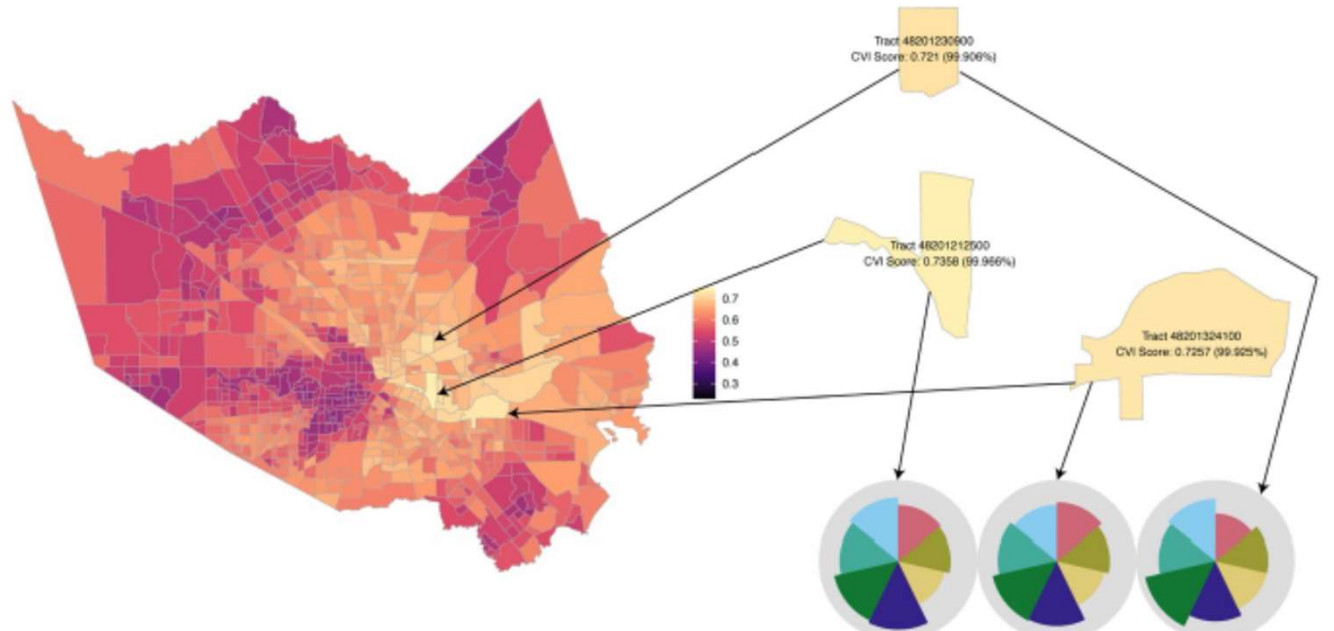 Tract 48201230900
CVI Score: 0.721 (99.906%)
Tract 48201212500
CVI Score: 0.7358 (99.966%)
0.7
0.6
0.5
0.4
0.3
Tract 48201324100
CVI Score: 0.7257 (99.925%)